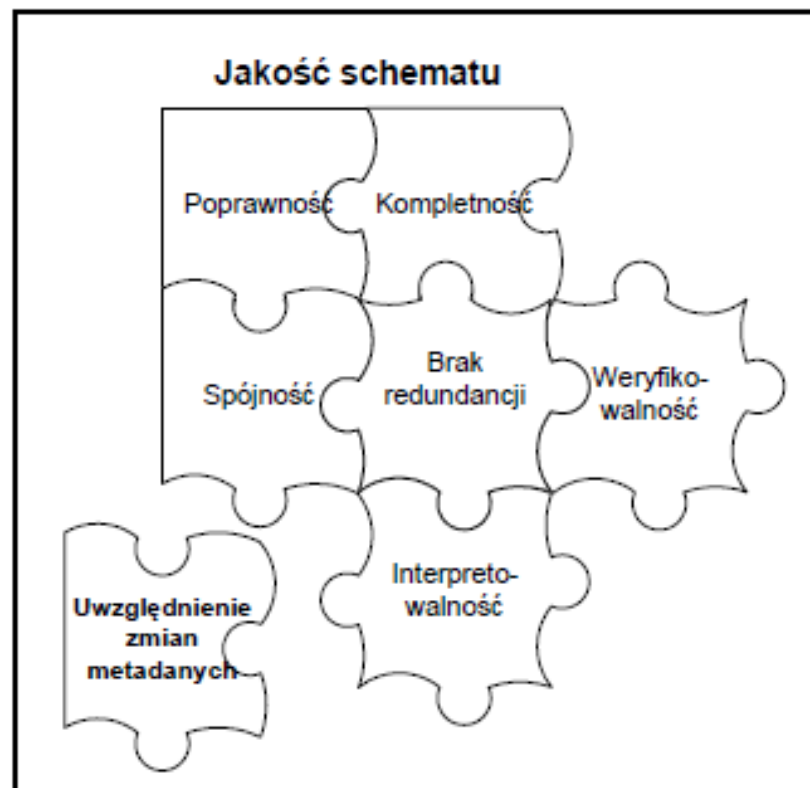 Jakość schematu
Poprawność
Kompletność
Spójność
Brak
redundancji
Weryfiko-
walność
Interpreto-
walność
Uwzględnienie
zmian
metadanych